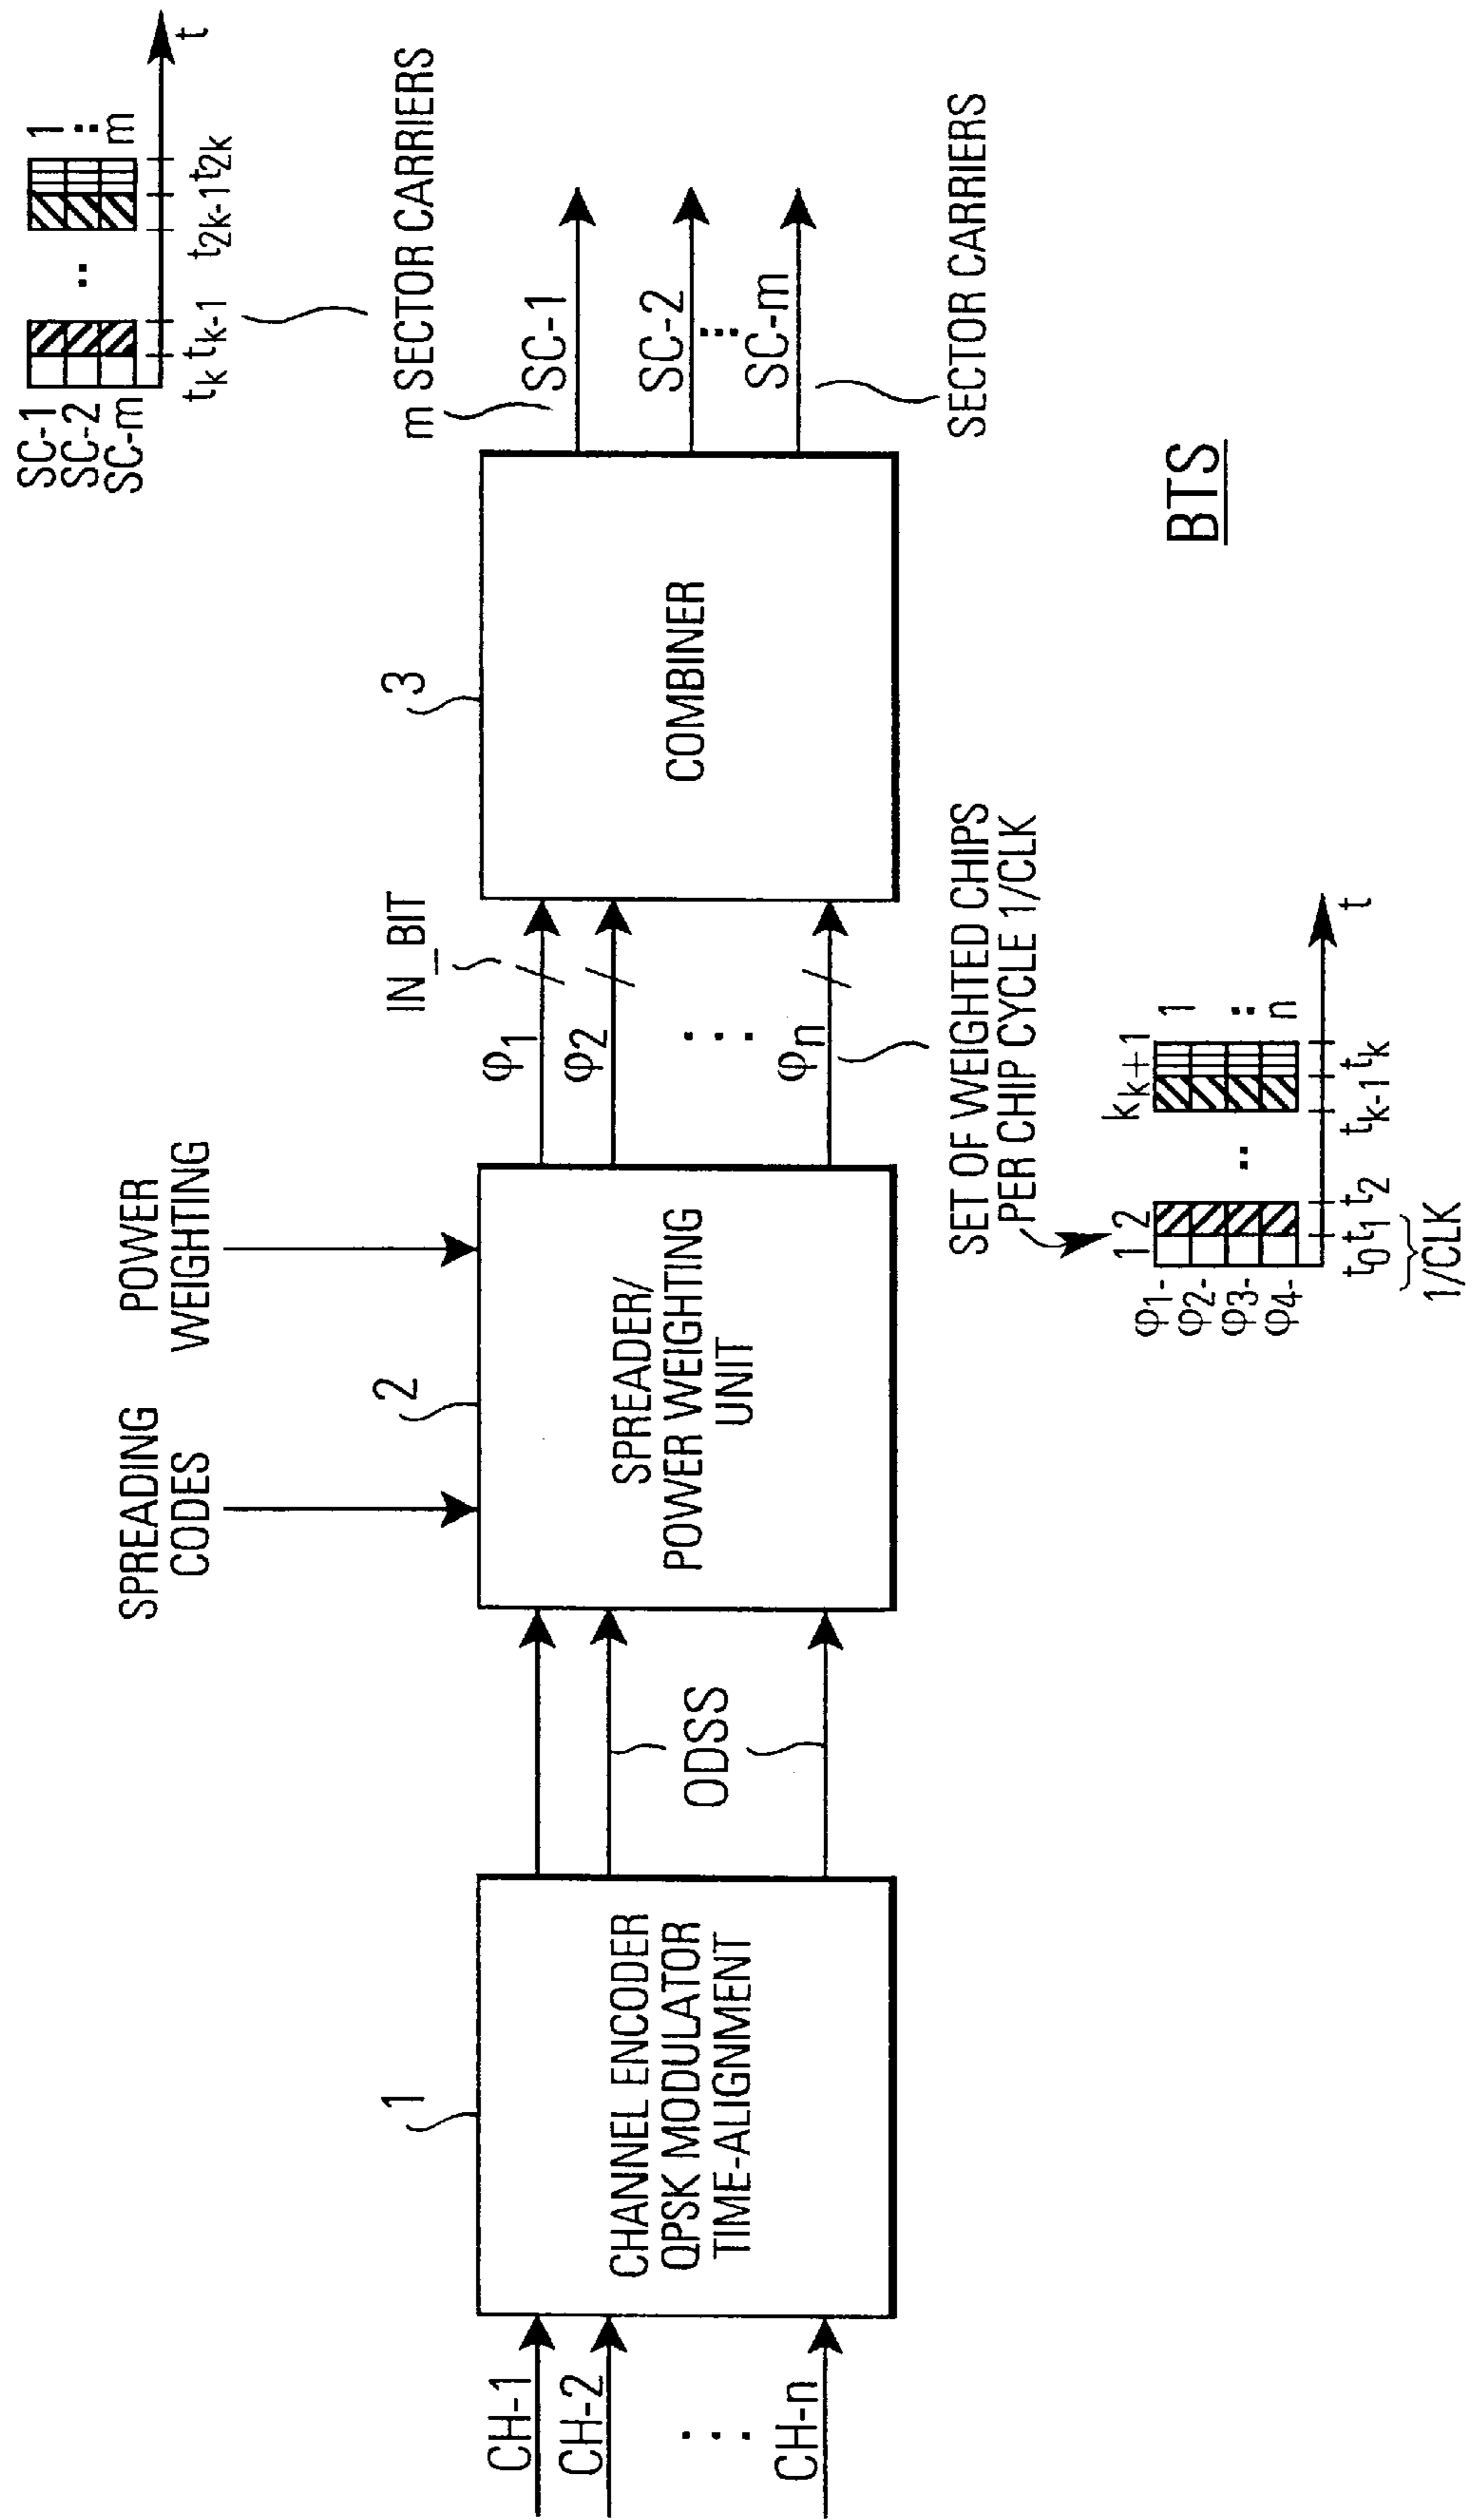 CH-1
CH-2
⋮
CH-n
1
CHANNEL ENCODER
QPSK MODULATOR
TIME-ALIGNMENT
ODSS
SPREADING
CODES
POWER
WEIGHTING
2
SPREADER/
POWER WEIGHTING
UNIT
φ1
φ2
⋮
φn
IN_BIT
SET OF WEIGHTED CHIPS
PER CHIP CYCLE 1/CLK
1 2 k k+1
φ1-
φ2-
φ3-
φ4-
1
⋮
n
t0 t1 t2 tk-1 tk t
1/CLK
3
COMBINER
m SECTOR CARRIERS
SC-1
SC-2
⋮
SC-m
SECTOR CARRIERS
SC-1
SC-2
SC-m
1
⋮
m
tk tk-1 t2k-1 t2k t
BTS